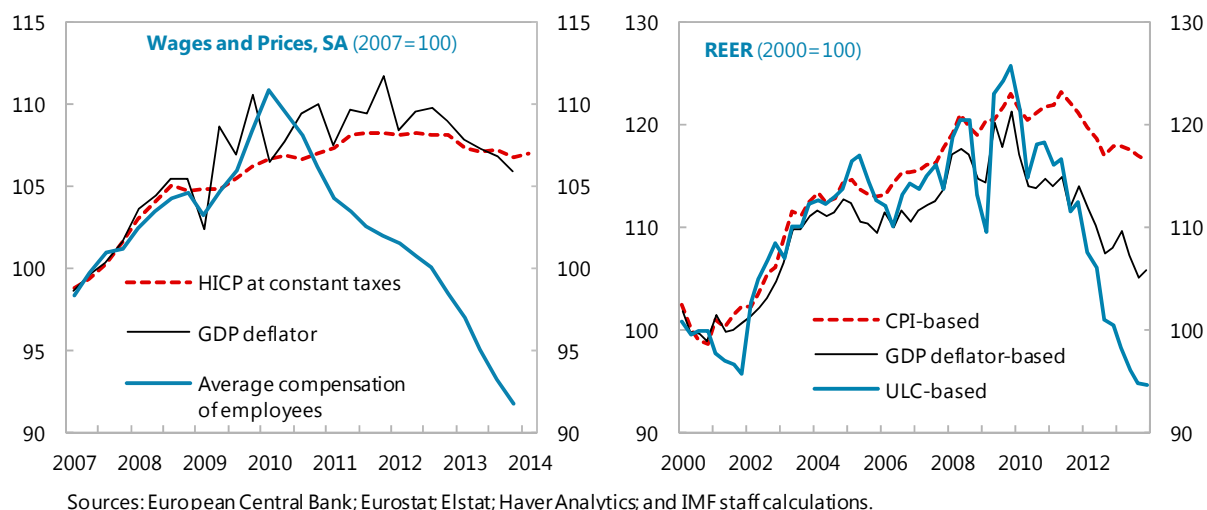 Wages and Prices, SA (2007=100)
115
110
105
100
95
90
115
110
105
100
95
90
HICP at constant taxes
GDP deflator
Average compensation
of employees
2007 2008 2009 2010 2011 2012 2013 2014
REER (2000=100)
130
120
110
100
90
130
120
110
100
90
CPI-based
GDP deflator-based
ULC-based
2000 2002 2004 2006 2008 2010 2012
Sources: European Central Bank; Eurostat; Elstat; Haver Analytics; and IMF staff calculations.